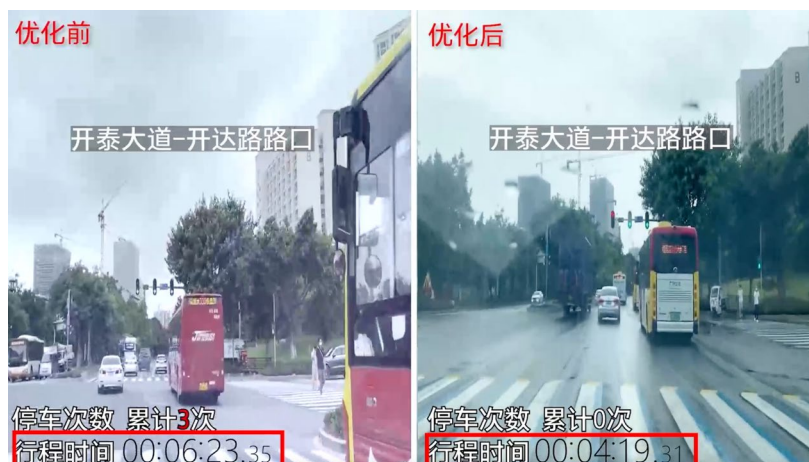 优化前
开泰大道-开达路路口
停车次数 累计3次
行程时间 00:06:23.35
优化后
开泰大道-开达路路口
停车次数 累计0次
行程时间 00:04:19.31